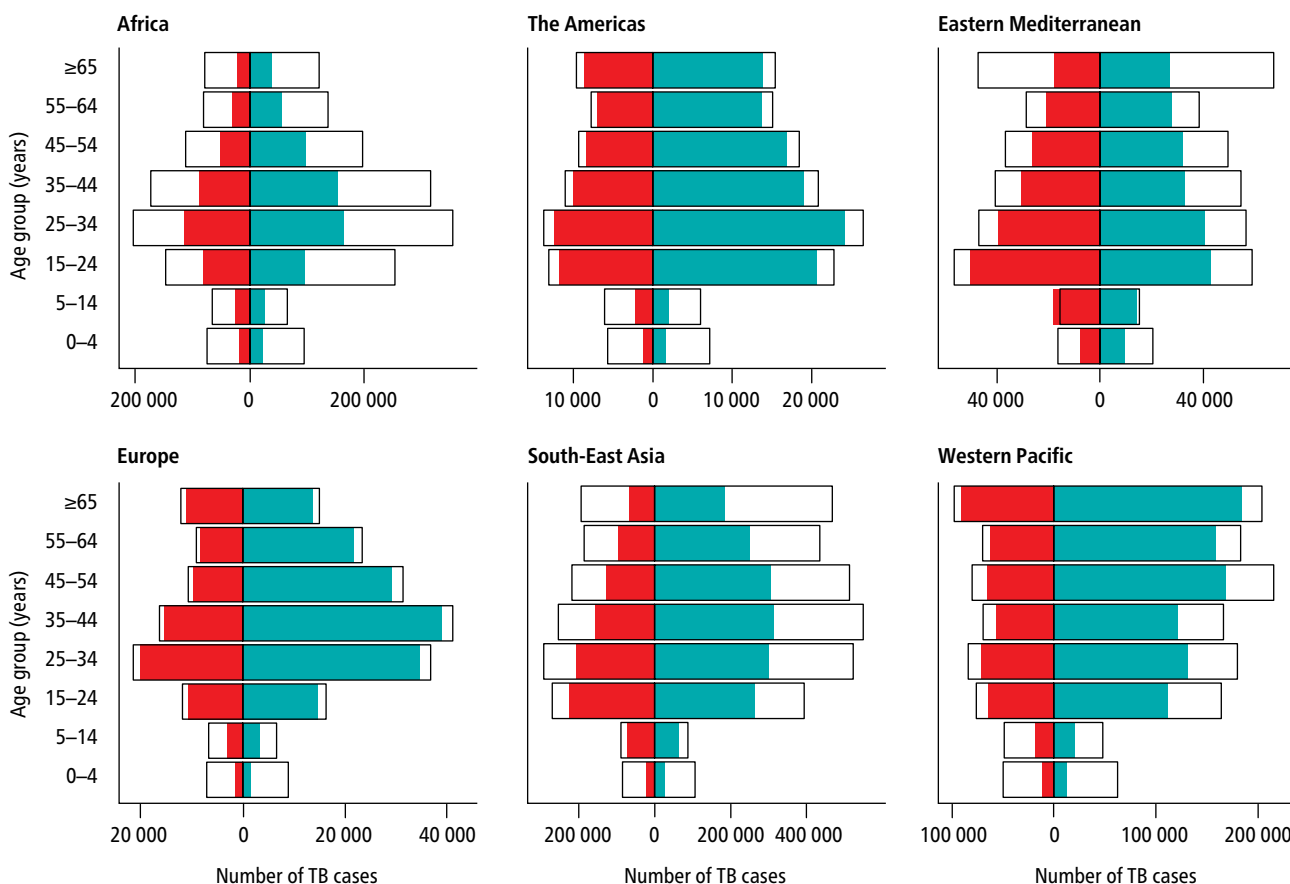 Africa
The Americas
Eastern Mediterranean
Age group (years)
≥65
55–64
45–54
35–44
25–34
15–24
5–14
0–4
200 000 0 200 000
10 000 0 10 000 20 000
40 000 0 40 000
Europe
South-East Asia
Western Pacific
Age group (years)
≥65
55–64
45–54
35–44
25–34
15–24
5–14
0–4
20 000 0 20 000 40 000
200 000 0 200 000 400 000
100 000 0 100 000 200 000
Number of TB cases
Number of TB cases
Number of TB cases